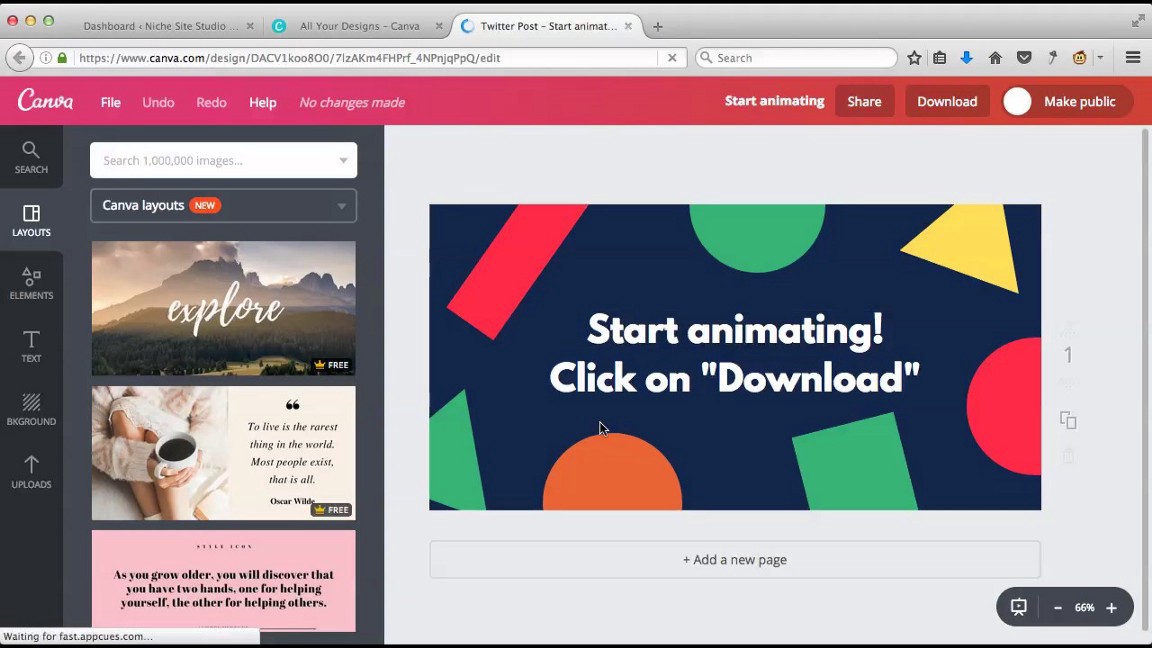 Dashboard ‹ Niche Site Studio ...
All Your Designs – Canva
Twitter Post – Start animat...
https://www.canva.com/design/DACV1koo8O0/7lzAKm4FHPrf_4NPnjqPpQ/edit
Search
Canva
File
Undo
Redo
Help
No changes made
Start animating
Share
Download
Make public
SEARCH
LAYOUTS
ELEMENTS
TEXT
BKGROUND
UPLOADS
Search 1,000,000 images...
Canva layouts NEW
explore
FREE
To live is the rarest
thing in the world.
Most people exist,
that is all.
Oscar Wilde
FREE
STYLE ICON
As you grow older, you will discover that
you have two hands, one for helping
yourself, the other for helping others.
Start animating!
Click on "Download"
1
+ Add a new page
66%
Waiting for fast.appcues.com...